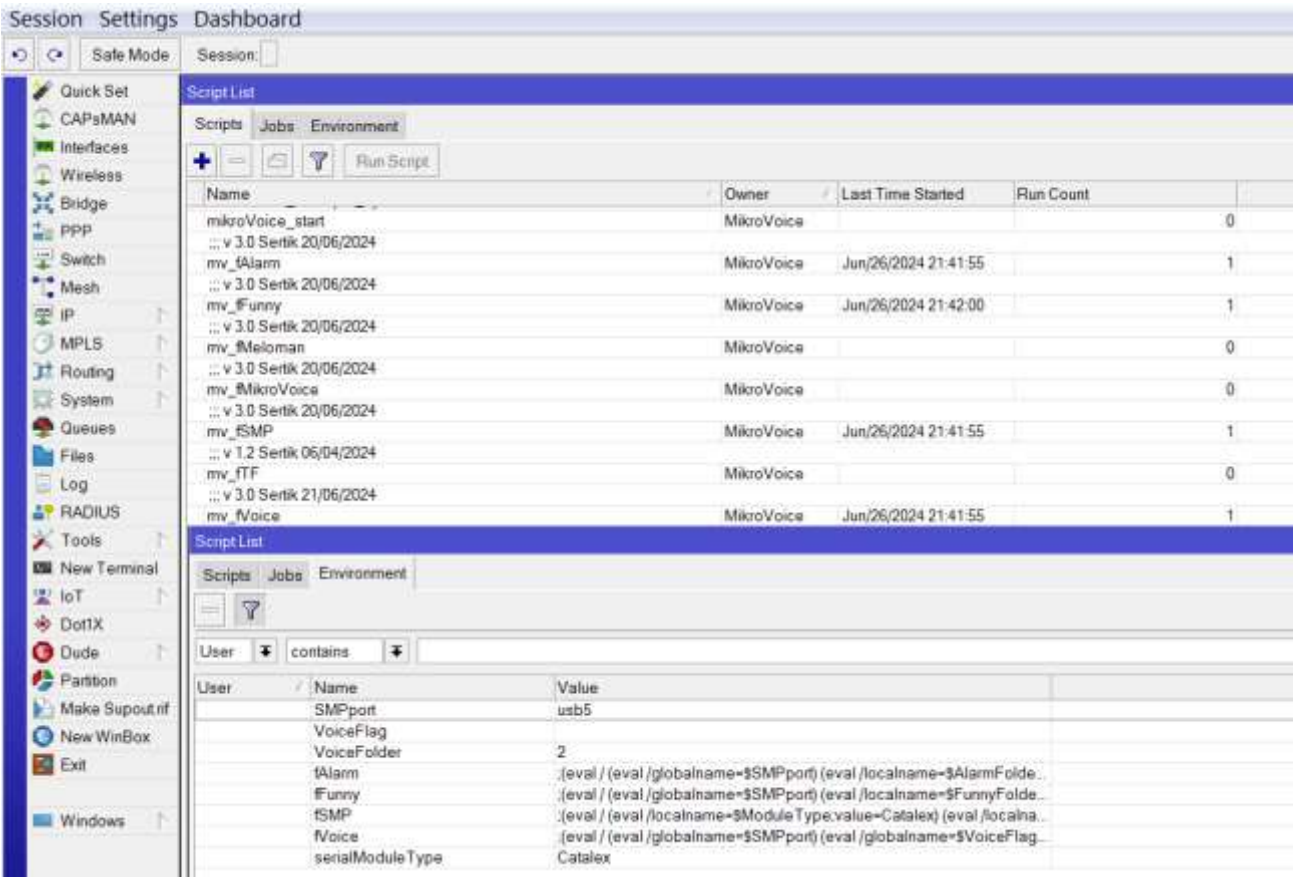 Session Settings Dashboard
Safe Mode Session:
Quick Set
CAPsMAN
Interfaces
Wireless
Bridge
PPP
Switch
Mesh
IP
MPLS
Routing
System
Queues
Files
Log
RADIUS
Tools
New Terminal
IoT
Dot1X
Dude
Partition
Make Supout.rif
New WinBox
Exit
Windows
Script List
Scripts Jobs Environment
Run Script
Name Owner Last Time Started Run Count
mikroVoice_start MikroVoice 0
;;; v 3.0 Sertik 20/06/2024
mv_fAlarm MikroVoice Jun/26/2024 21:41:55 1
;;; v 3.0 Sertik 20/06/2024
mv_fFunny MikroVoice Jun/26/2024 21:42:00 1
;;; v 3.0 Sertik 20/06/2024
mv_fMeloman MikroVoice 0
;;; v 3.0 Sertik 20/06/2024
mv_fMikroVoice MikroVoice 0
;;; v 3.0 Sertik 20/06/2024
mv_fSMP MikroVoice Jun/26/2024 21:41:55 1
;;; v 1.2 Sertik 06/04/2024
mv_fTF MikroVoice 0
;;; v 3.0 Sertik 21/06/2024
mv_fVoice MikroVoice Jun/26/2024 21:41:55 1
Script List
Scripts Jobs Environment
User contains
User Name Value
SMPport usb5
VoiceFlag
VoiceFolder 2
fAlarm ;(eval / (eval /globalname=$SMPport) (eval /localname=$AlarmFolde...
fFunny ;(eval / (eval /globalname=$SMPport) (eval /localname=$FunnyFolde...
fSMP ;(eval / (eval /localname=$ModuleType;value=Catalex) (eval /localna...
fVoice ;(eval / (eval /globalname=$SMPport) (eval /globalname=$VoiceFlag...
serialModuleType Catalex